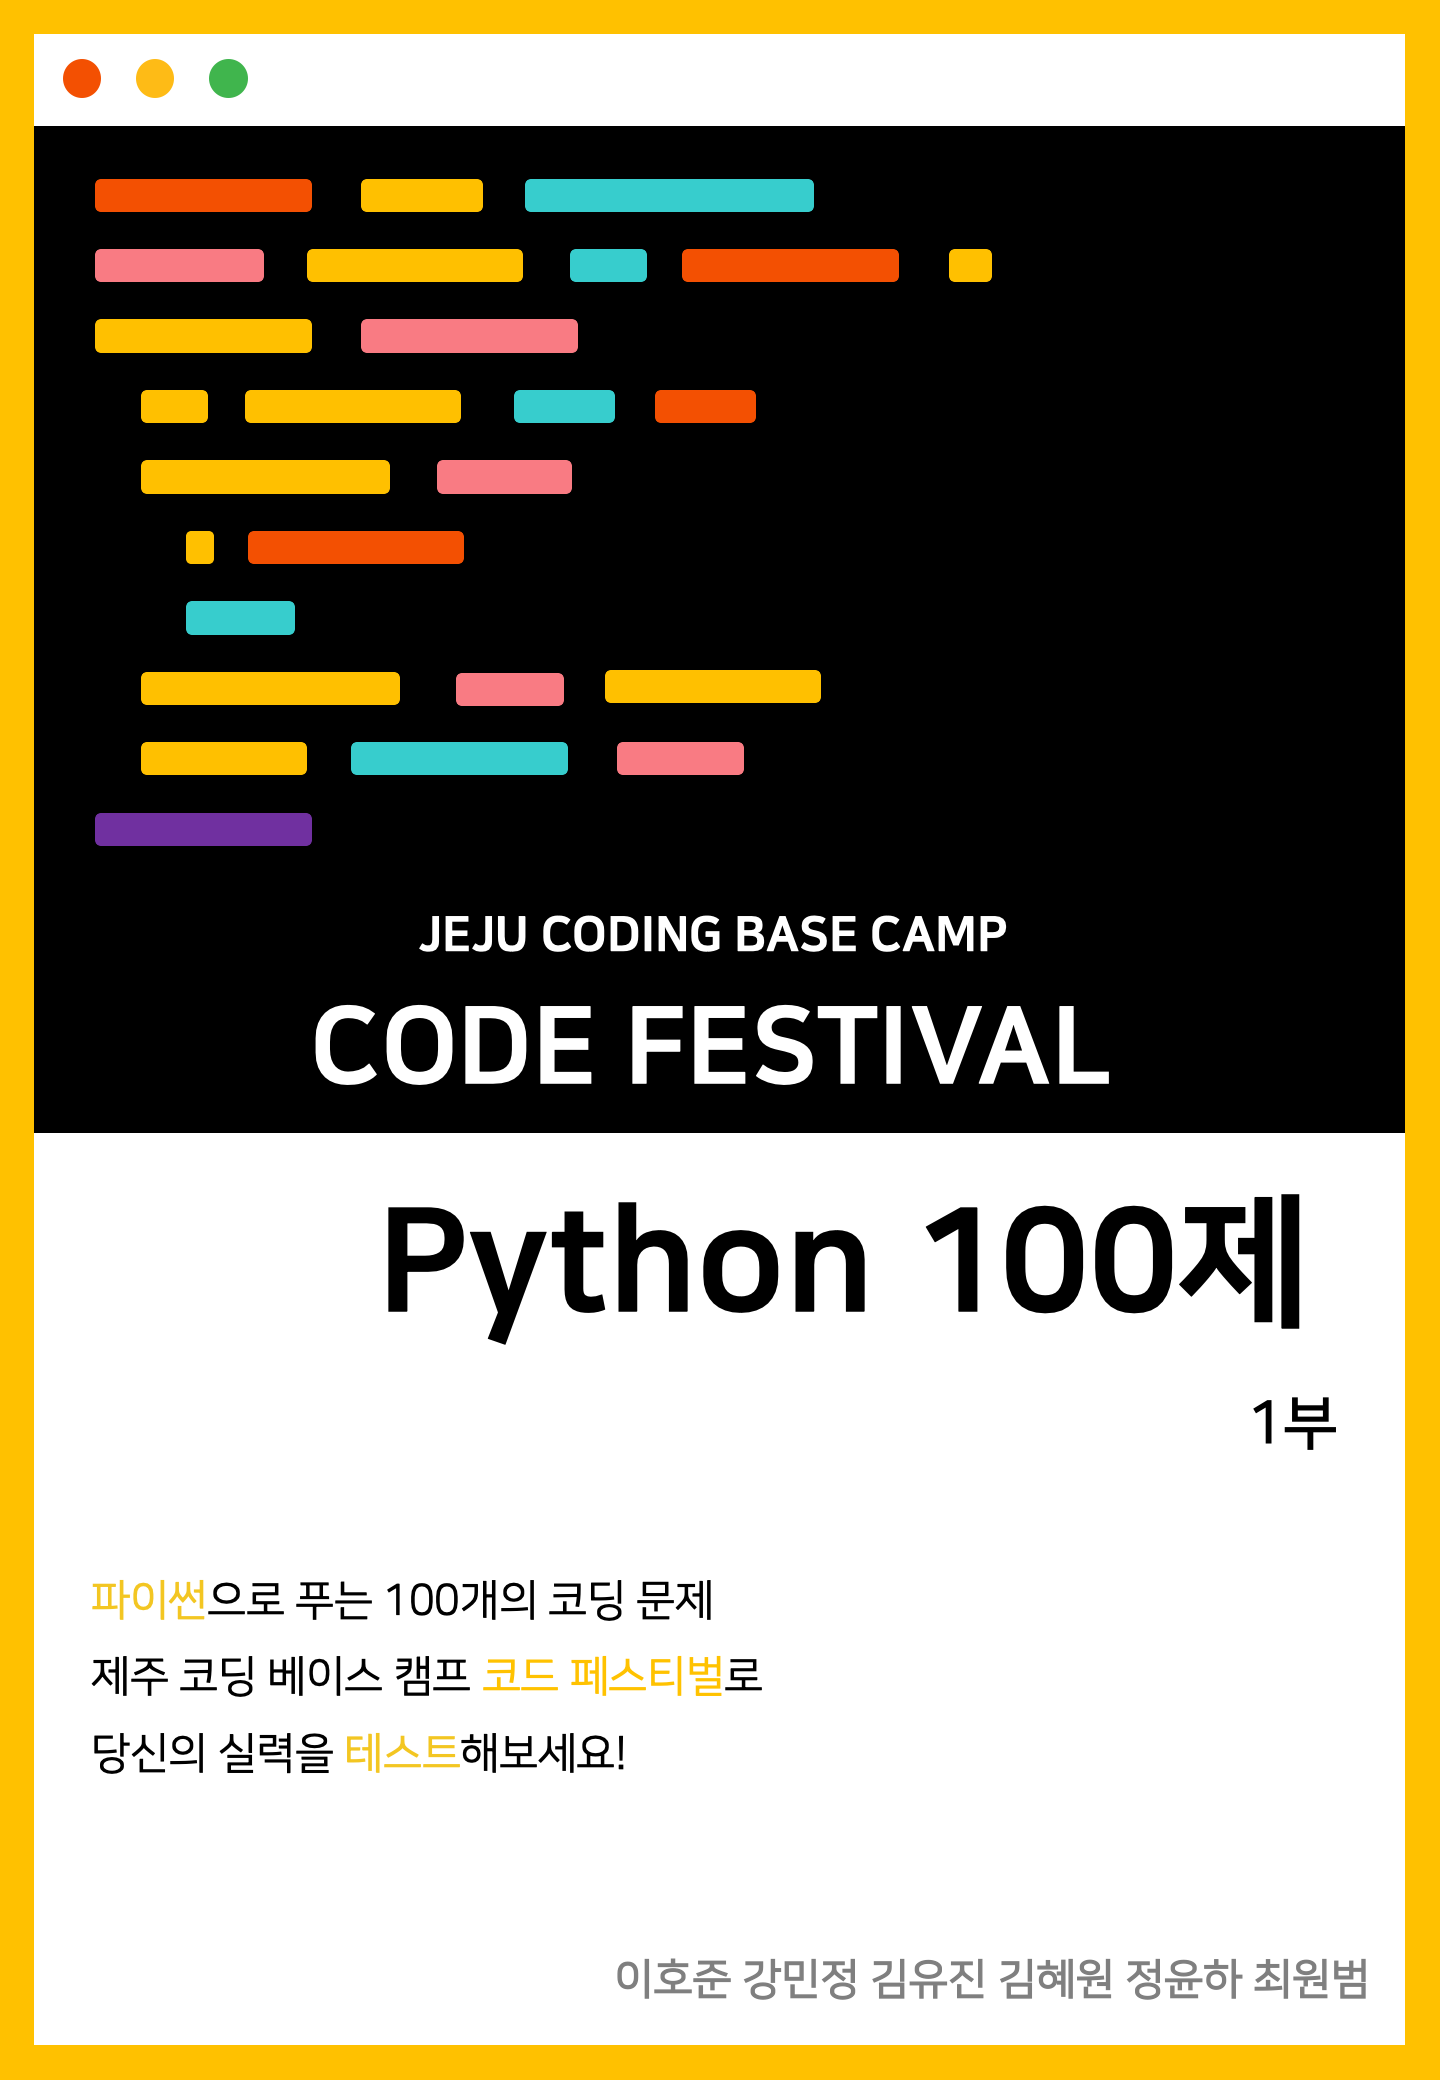 JEJU CODING BASE CAMP
CODE FESTIVAL
Python 100제
1부
파이썬으로 푸는 100개의 코딩 문제
제주 코딩 베이스 캠프 코드 페스티벌로
당신의 실력을 테스트해보세요!
이호준 강민정 김유진 김혜원 정윤하 최원범